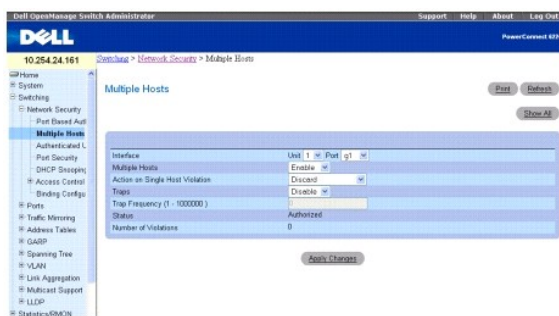 Dell OpenManage Switch Administrator
Support Help About Log Out
DELL
PowerConnect
10.254.24.161
Switching > Network Security > Multiple Hosts
Home
System
Switching
Network Security
Port Based Auth
Multiple Hosts
Authenticated U
Port Security
DHCP Snooping
Access Control
Binding Configu
Ports
Traffic Mirroring
Address Tables
GARP
Spanning Tree
VLAN
Link Aggregation
Multicast Support
LLDP
Statistics/RMON
Multiple Hosts
Print Refresh
Show All
Interface Unit 1 Port g1
Multiple Hosts Enable
Action on Single Host Violation Discard
Traps Disable
Trap Frequency (1 - 1000000 )
Status Authorized
Number of Violations 0
Apply Changes